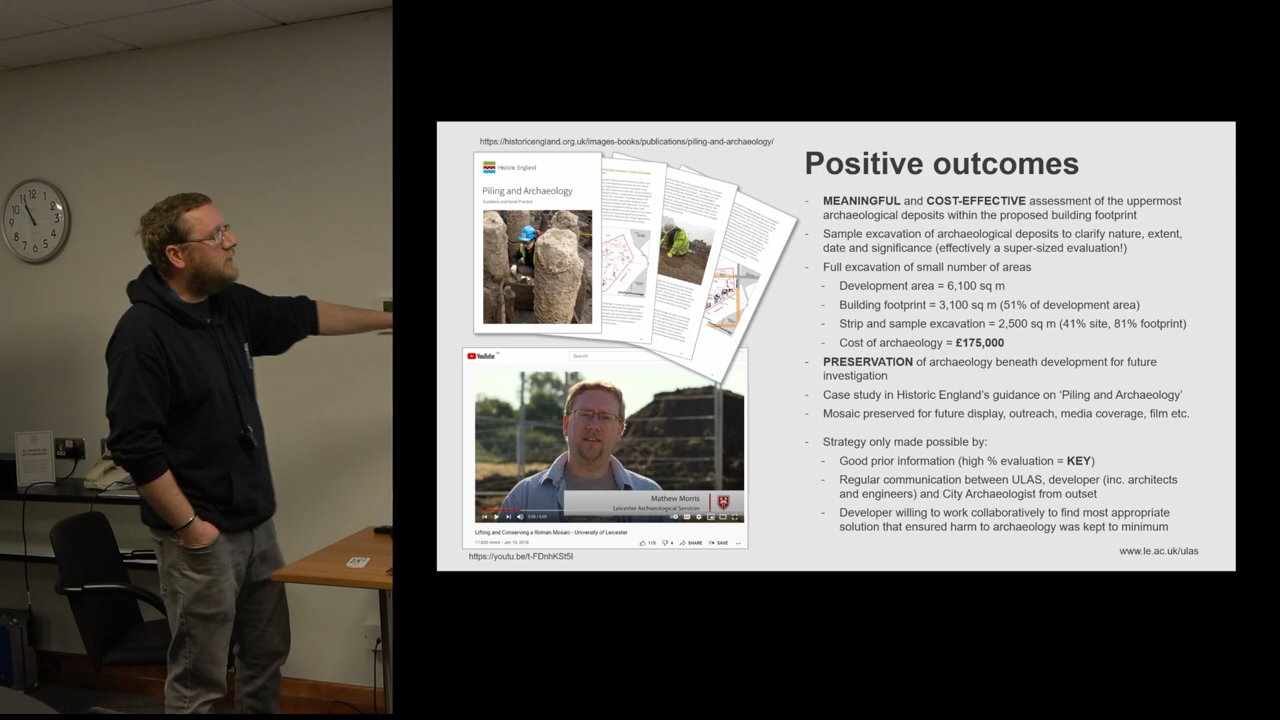 https://historicengland.org.uk/images-books/publications/piling-and-archaeology/
Historic England
Piling and Archaeology
Guidance and Good Practice
YouTube
Search
Mathew Morris
Leicester Archaeological Services
Lifting and Conserving a Roman Mosaic - University of Leicester
115
4
SHARE
SAVE
https://youtu.be/t-FDnhKSt5I
Positive outcomes
MEANINGFUL and COST-EFFECTIVE assessment of the uppermost
archaeological deposits within the proposed building footprint
- Sample excavation of archaeological deposits to clarify nature, extent,
date and significance (effectively a super-sized evaluation!)
- Full excavation of small number of areas
- Development area = 6,100 sq m
- Building footprint = 3,100 sq m (51% of development area)
- Strip and sample excavation = 2,500 sq m (41% site, 81% footprint)
- Cost of archaeology = £175,000
- PRESERVATION of archaeology beneath development for future
investigation
- Case study in Historic England's guidance on 'Piling and Archaeology'
- Mosaic preserved for future display, outreach, media coverage, film etc.
- Strategy only made possible by:
- Good prior information (high % evaluation = KEY)
- Regular communication between ULAS, developer (inc. architects
and engineers) and City Archaeologist from outset
- Developer willing to work collaboratively to find most appropriate
solution that ensured harm to archaeology was kept to minimum
www.le.ac.uk/ulas